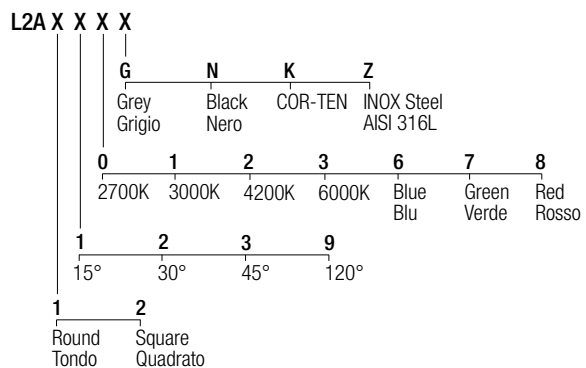 L2A X X X X
G N K Z
Grey Black COR-TEN INOX Steel
Grigio Nero AISI 316L
0 1 2 3 6 7 8
2700K 3000K 4200K 6000K Blue Green Red
Blu Verde Rosso
1 2 3 9
15° 30° 45° 120°
1 2
Round Square
Tondo Quadrato